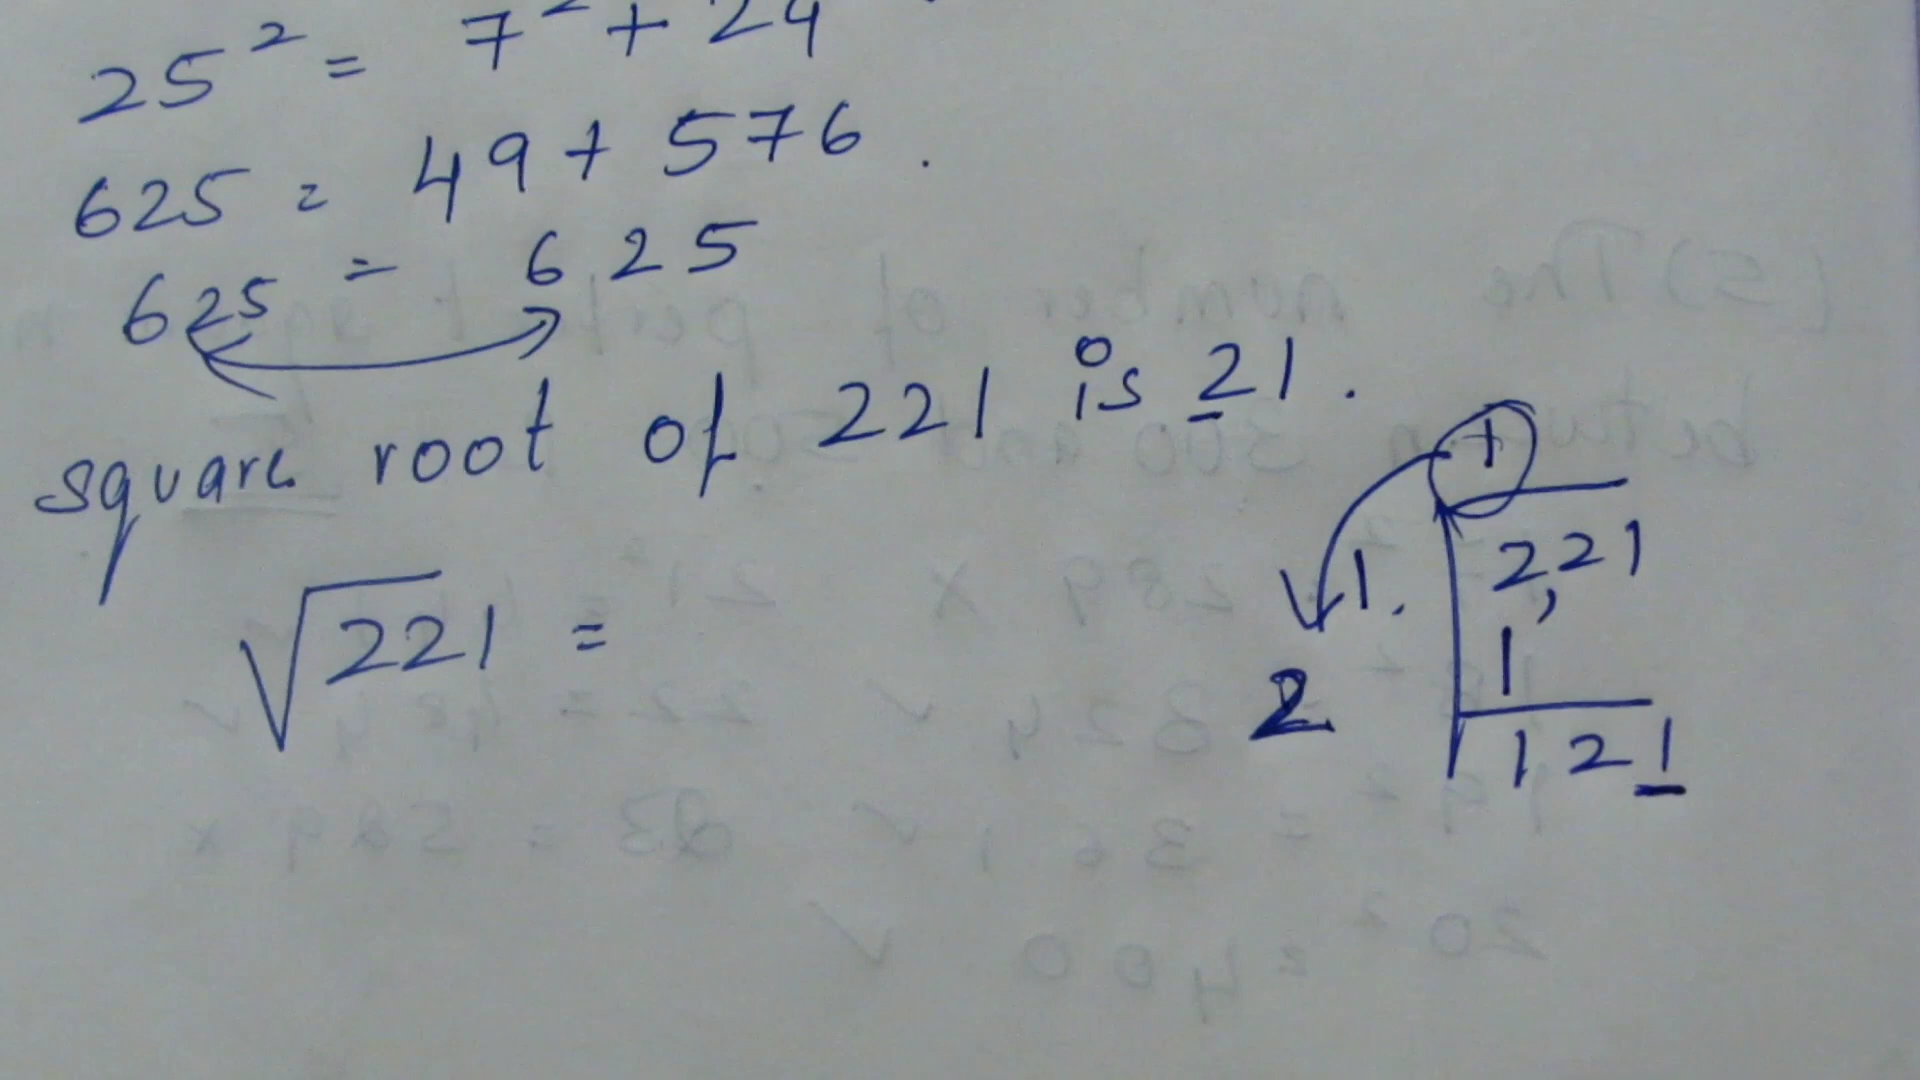 25² = 7² + 24
625 = 49 + 576.
625 = 625
square root of 221 is 21.
√221 =
1
1. 2,21
1
2 121